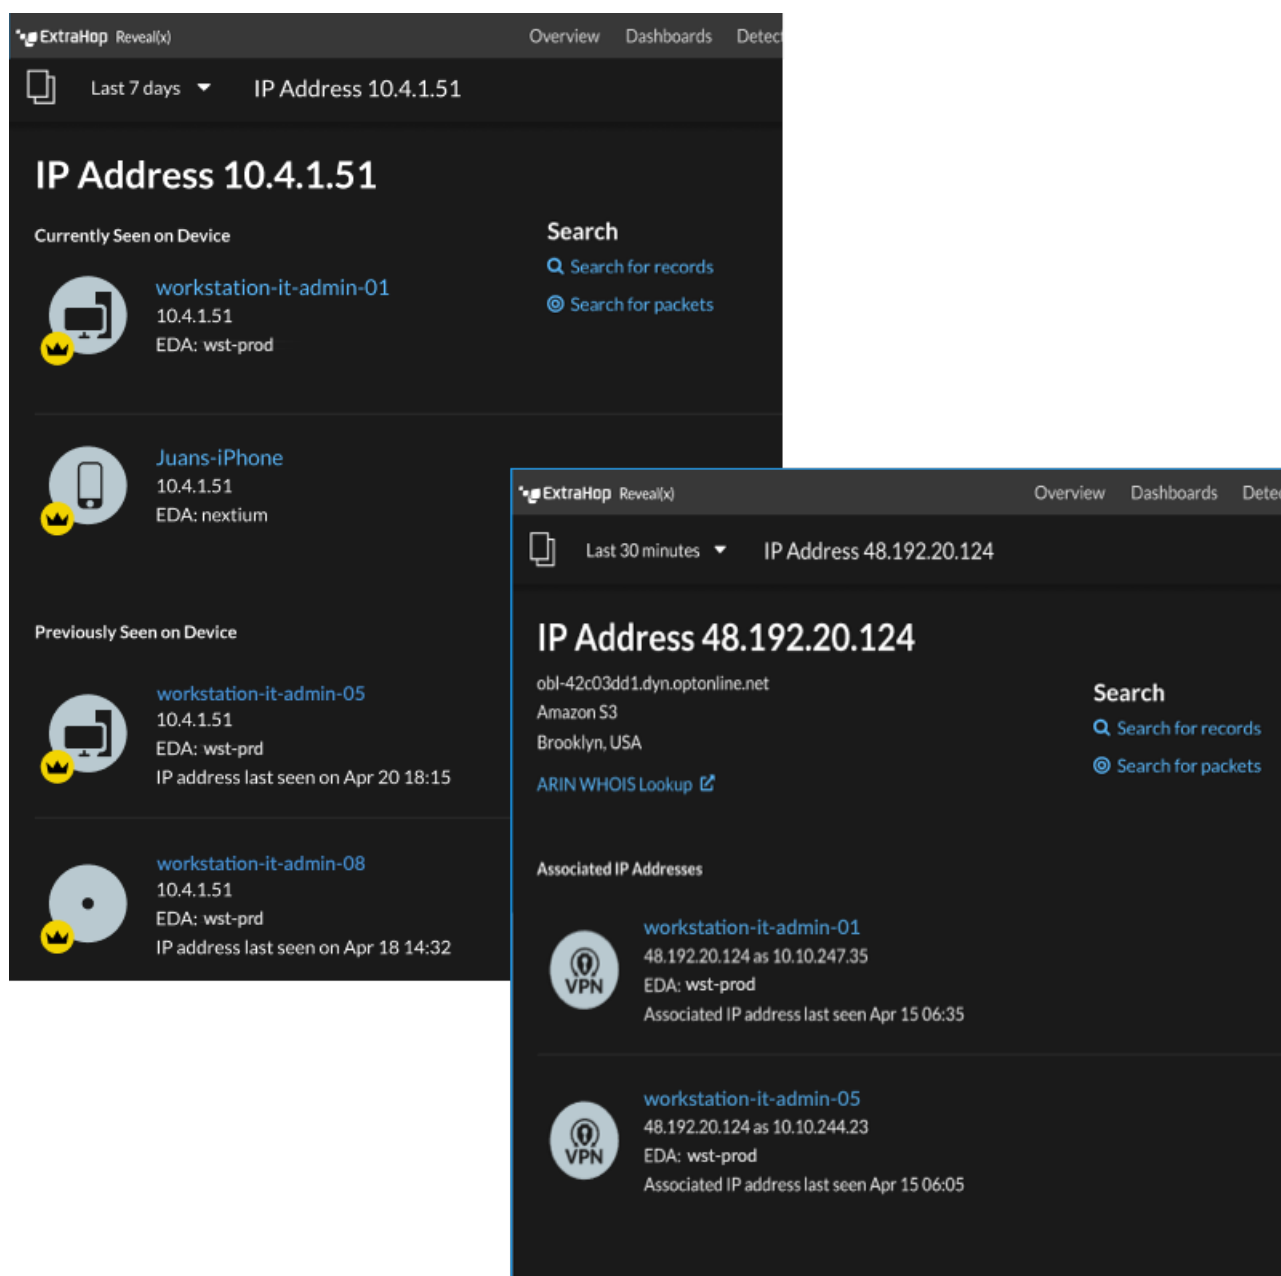 ExtraHop Reveal(x)
Overview Dashboards Detec
Last 7 days IP Address 10.4.1.51
IP Address 10.4.1.51
Currently Seen on Device
Search
Search for records
Search for packets
workstation-it-admin-01
10.4.1.51
EDA: wst-prod
Juans-iPhone
10.4.1.51
EDA: nextium
Previously Seen on Device
workstation-it-admin-05
10.4.1.51
EDA: wst-prd
IP address last seen on Apr 20 18:15
workstation-it-admin-08
10.4.1.51
EDA: wst-prd
IP address last seen on Apr 18 14:32
ExtraHop Reveal(x)
Overview Dashboards Detec
Last 30 minutes IP Address 48.192.20.124
IP Address 48.192.20.124
obl-42c03dd1.dyn.optonline.net
Amazon S3
Brooklyn, USA
ARIN WHOIS Lookup
Search
Search for records
Search for packets
Associated IP Addresses
VPN
workstation-it-admin-01
48.192.20.124 as 10.10.247.35
EDA: wst-prod
Associated IP address last seen Apr 15 06:35
VPN
workstation-it-admin-05
48.192.20.124 as 10.10.244.23
EDA: wst-prod
Associated IP address last seen Apr 15 06:05